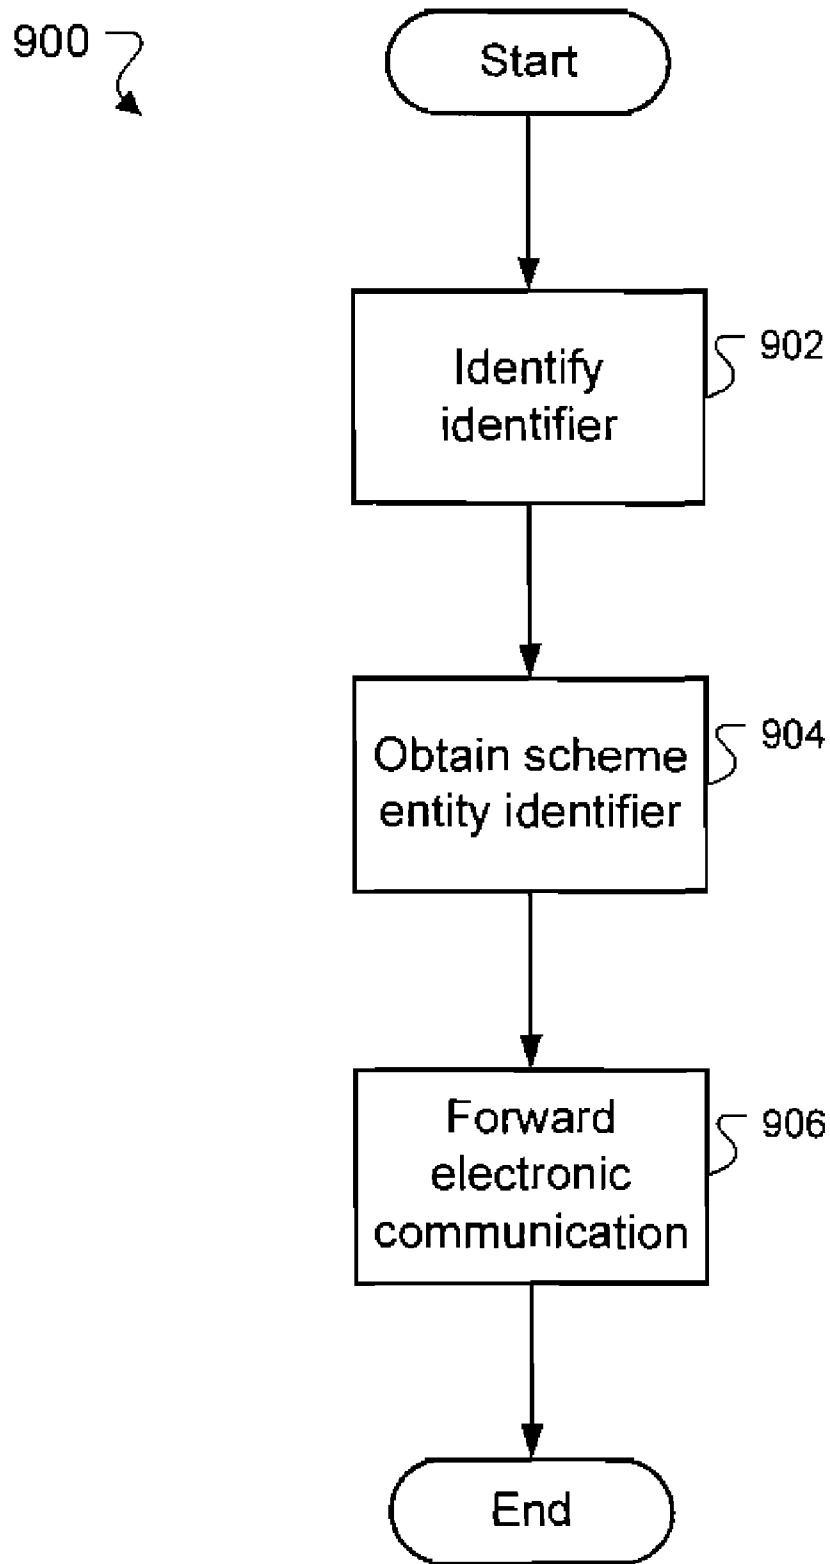 900
Start
Identify
identifier
902
Obtain scheme
entity identifier
904
Forward
electronic
communication
906
End